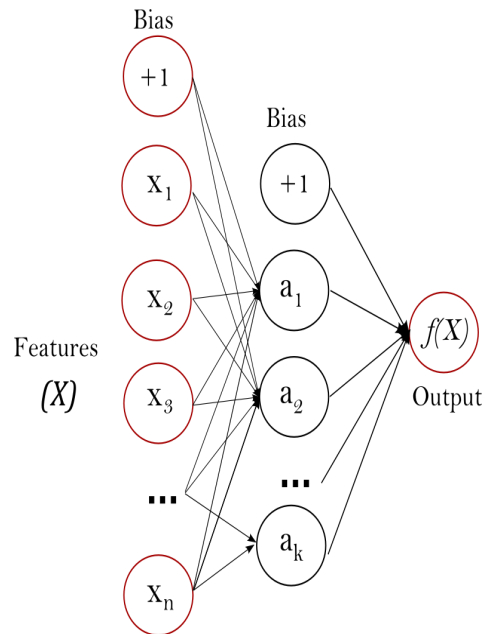 Bias
+1
Bias
x1
+1
x2
a1
Features
(X)
f(X)
x3
a2
Output
...
...
ak
xn